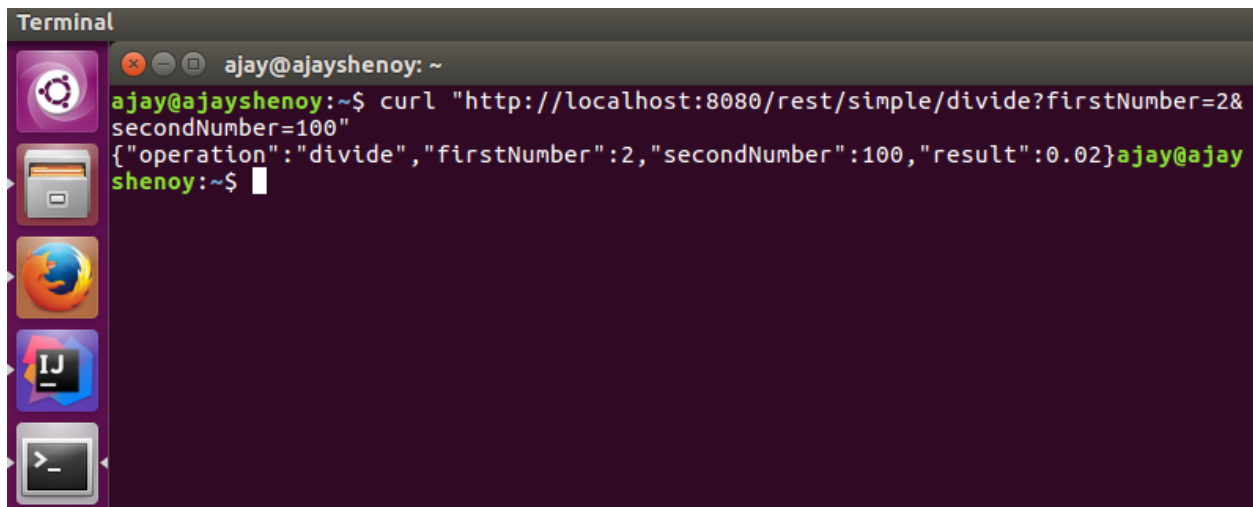 Terminal
ajay@ajayshenoy: ~
ajay@ajayshenoy:~$ curl "http://localhost:8080/rest/simple/divide?firstNumber=2&
secondNumber=100"
{"operation":"divide","firstNumber":2,"secondNumber":100,"result":0.02}ajay@ajay
shenoy:~$
IJ
>_